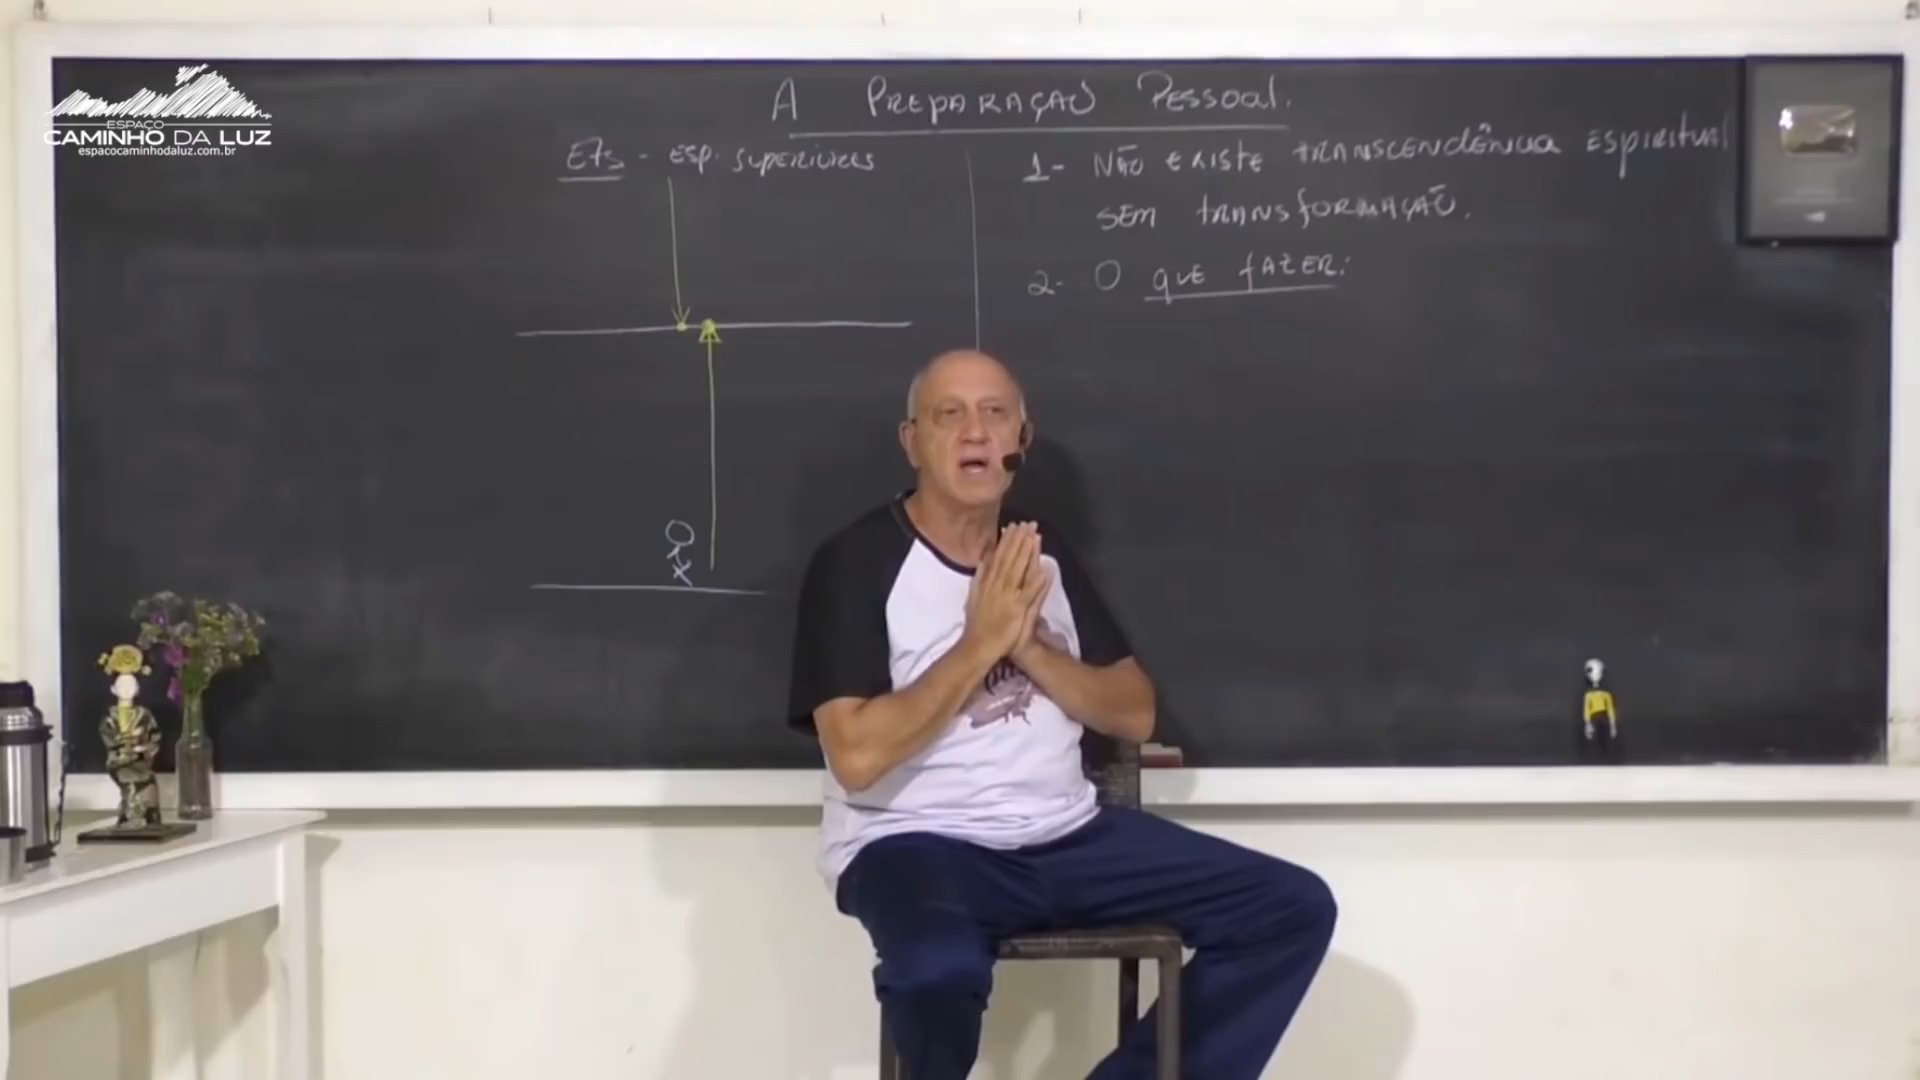 ESPAÇO
CAMINHO DA LUZ
espacocaminhodaluz.com.br
A PREPARAÇÃO PESSOAL.
ETs - ESP. SUPERIORES
1- NÃO EXISTE TRANSCENDÊNCIA ESPIRITUAL
SEM TRANSFORMAÇÃO.
2- O QUE FAZER: